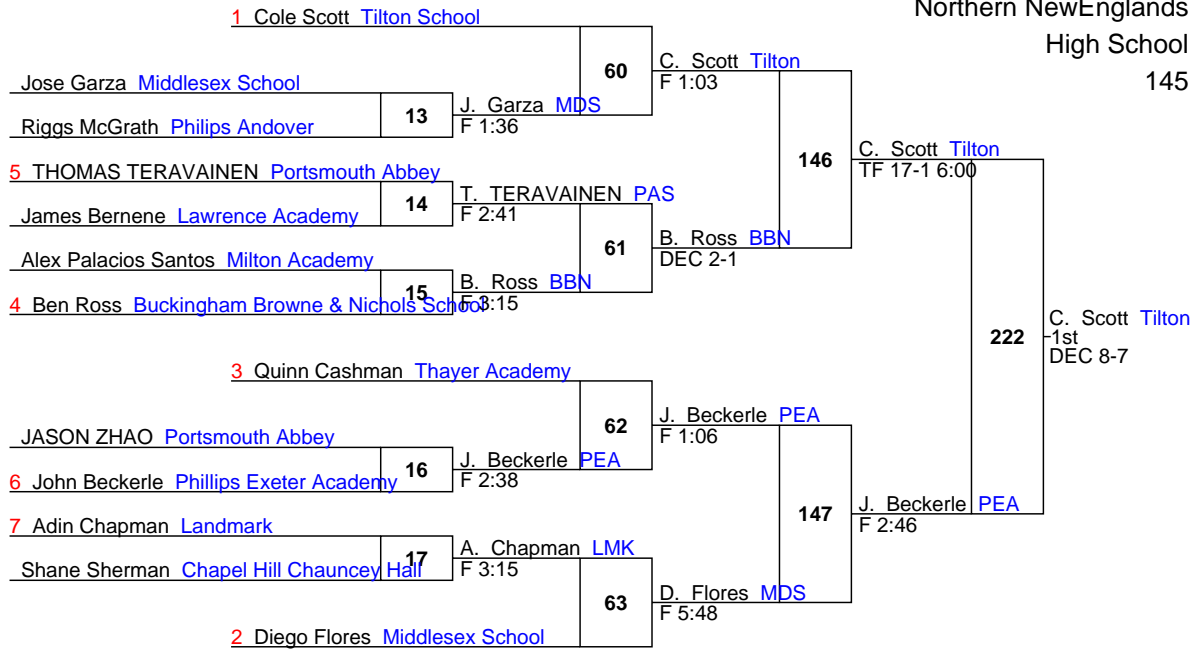 Northern NewEnglands
High School
145
1 Cole Scott Tilton School
60
C. Scott Tilton
F 1:03
Jose Garza Middlesex School
13
J. Garza MDS
F 1:36
Riggs McGrath Philips Andover
146
C. Scott Tilton
TF 17-1 6:00
5 THOMAS TERAVAINEN Portsmouth Abbey
14
T. TERAVAINEN PAS
F 2:41
James Bernene Lawrence Academy
61
B. Ross BBN
DEC 2-1
Alex Palacios Santos Milton Academy
15
B. Ross BBN
F 3:15
4 Ben Ross Buckingham Browne & Nichols School
222
C. Scott Tilton
1st
DEC 8-7
3 Quinn Cashman Thayer Academy
62
J. Beckerle PEA
F 1:06
JASON ZHAO Portsmouth Abbey
16
J. Beckerle PEA
F 2:38
6 John Beckerle Phillips Exeter Academy
147
J. Beckerle PEA
F 2:46
7 Adin Chapman Landmark
17
A. Chapman LMK
F 3:15
Shane Sherman Chapel Hill Chauncey Hall
63
D. Flores MDS
F 5:48
2 Diego Flores Middlesex School